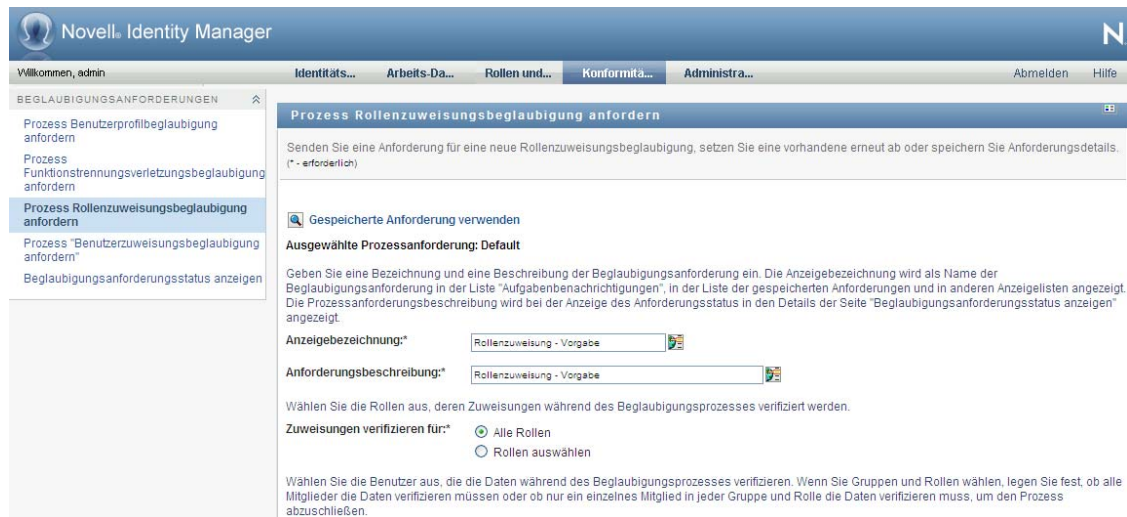 Novell® Identity Manager
N
Willkommen, admin
Identitäts... Arbeits-Da... Rollen und... Konformitä... Administra... Abmelden Hilfe
BEGLAUBIGUNGSANFORDERUNGEN
Prozess Benutzerprofilbeglaubigung
anfordern
Prozess
Funktionstrennungsverletzungsbeglaubigung
anfordern
Prozess Rollenzuweisungsbeglaubigung
anfordern
Prozess "Benutzerzuweisungsbeglaubigung
anfordern"
Beglaubigungsanforderungsstatus anzeigen
Prozess Rollenzuweisungsbeglaubigung anfordern
Senden Sie eine Anforderung für eine neue Rollenzuweisungsbeglaubigung, setzen Sie eine vorhandene erneut ab oder speichern Sie Anforderungsdetails.
(* - erforderlich)
Gespeicherte Anforderung verwenden
Ausgewählte Prozessanforderung: Default
Geben Sie eine Bezeichnung und eine Beschreibung der Beglaubigungsanforderung ein. Die Anzeigebezeichnung wird als Name der
Beglaubigungsanforderung in der Liste "Aufgabenbenachrichtigungen", in der Liste der gespeicherten Anforderungen und in anderen Anzeigelisten angezeigt.
Die Prozessanforderungsbeschreibung wird bei der Anzeige des Anforderungsstatus in den Details der Seite "Beglaubigungsanforderungsstatus anzeigen"
angezeigt.
Anzeigebezeichnung:* Rollenzuweisung - Vorgabe
Anforderungsbeschreibung:* Rollenzuweisung - Vorgabe
Wählen Sie die Rollen aus, deren Zuweisungen während des Beglaubigungsprozesses verifiziert werden.
Zuweisungen verifizieren für:* Alle Rollen
Rollen auswählen
Wählen Sie die Benutzer aus, die die Daten während des Beglaubigungsprozesses verifizieren. Wenn Sie Gruppen und Rollen wählen, legen Sie fest, ob alle
Mitglieder die Daten verifizieren müssen oder ob nur ein einzelnes Mitglied in jeder Gruppe und Rolle die Daten verifizieren muss, um den Prozess
abzuschließen.